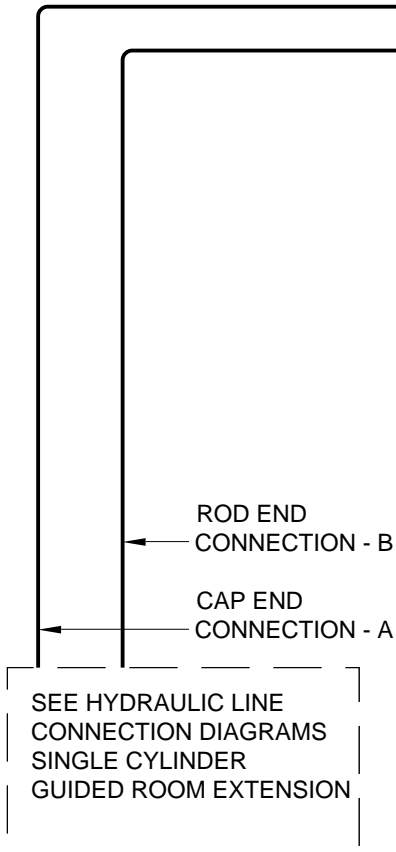 ROD END
CONNECTION - B
CAP END
CONNECTION - A
SEE HYDRAULIC LINE
CONNECTION DIAGRAMS
SINGLE CYLINDER
GUIDED ROOM EXTENSION